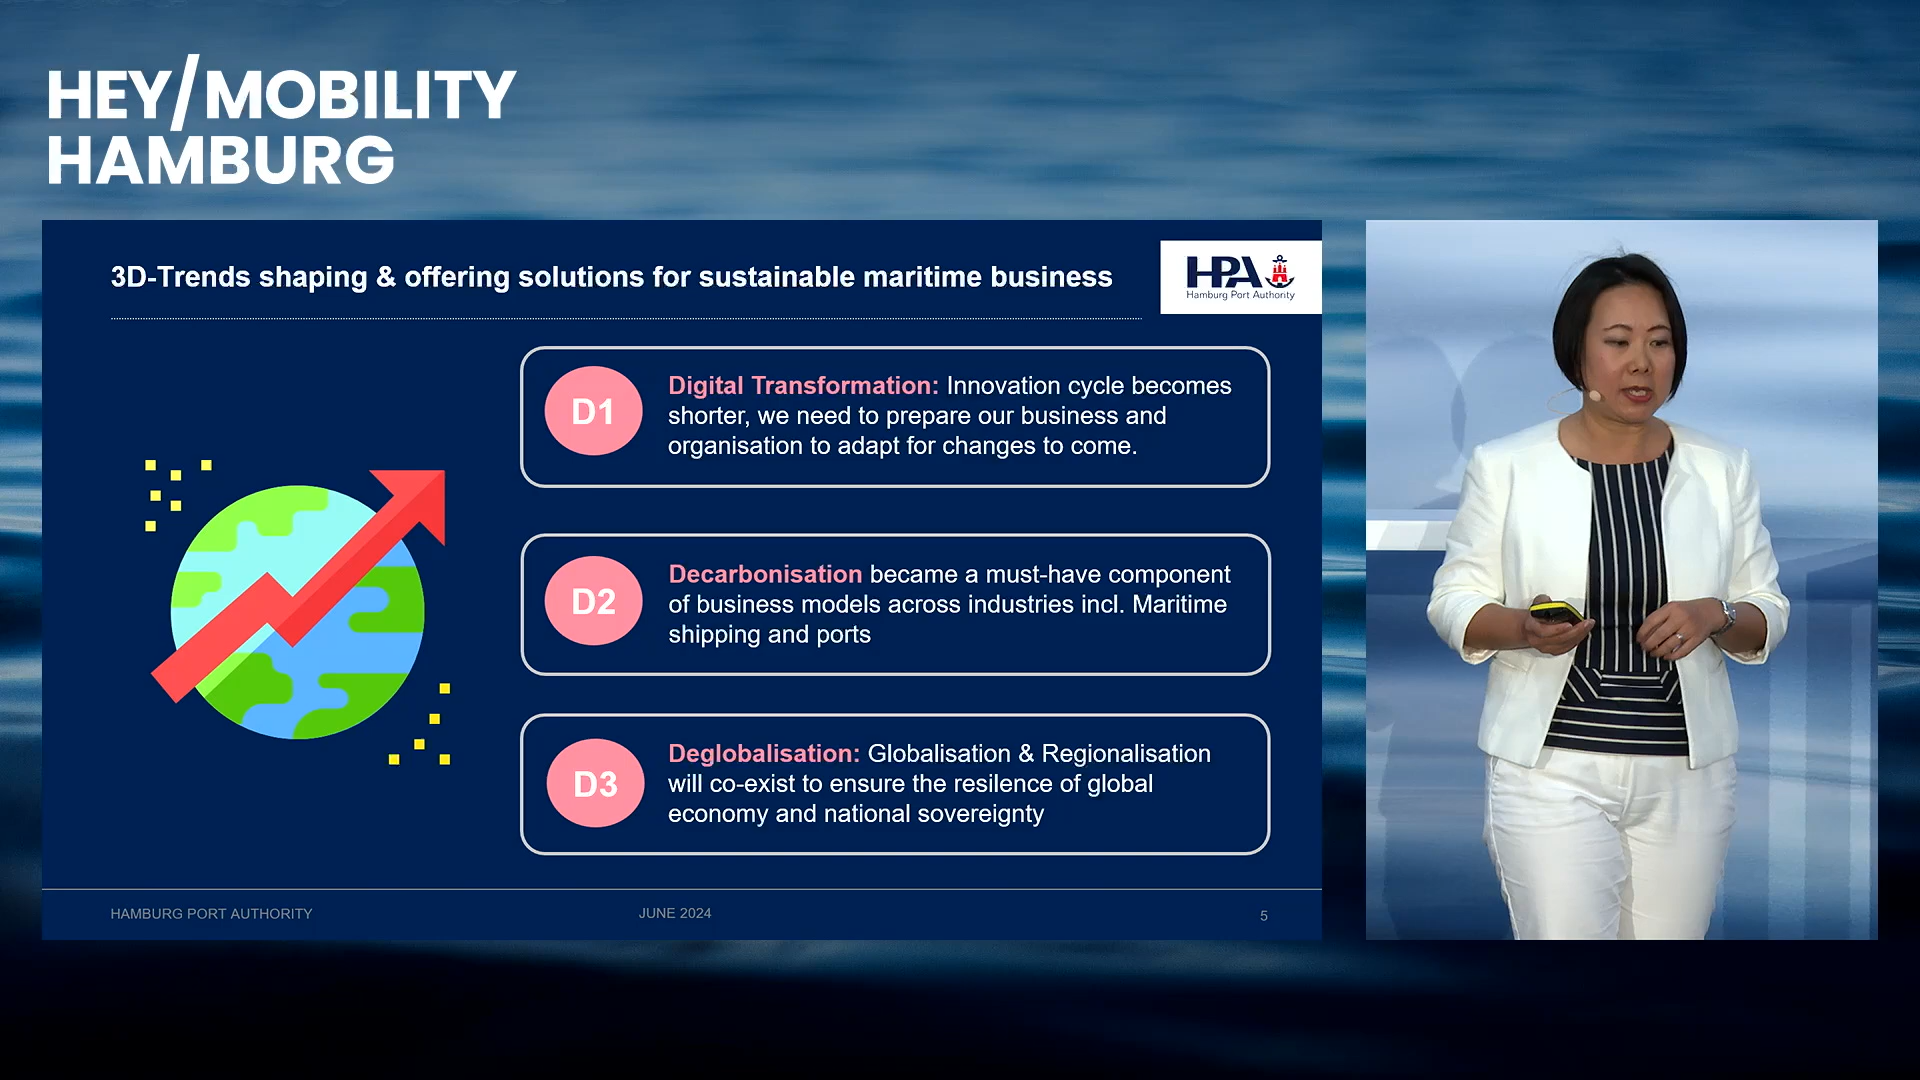 HEY/MOBILITY
HAMBURG
3D-Trends shaping & offering solutions for sustainable maritime business
HPA
Hamburg Port Authority
D1
Digital Transformation: Innovation cycle becomes
shorter, we need to prepare our business and
organisation to adapt for changes to come.
D2
Decarbonisation became a must-have component
of business models across industries incl. Maritime
shipping and ports
D3
Deglobalisation: Globalisation & Regionalisation
will co-exist to ensure the resilence of global
economy and national sovereignty
HAMBURG PORT AUTHORITY
JUNE 2024
5